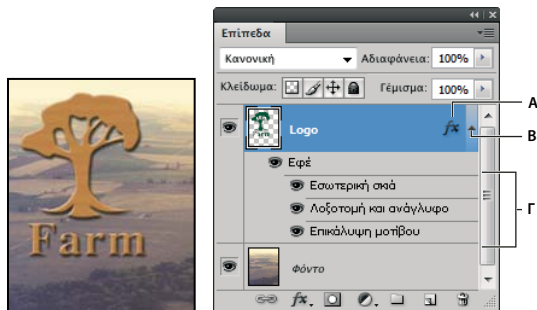 Farm
Επίπεδα
Κανονική Αδιαφάνεια: 100%
Κλείδωμα: Γέμισμα: 100%
Logo fx
Εφέ
Εσωτερική σκιά
Λοξοτομή και ανάγλυφο
Επικάλυψη μοτίβου
Φόντο
fx.
A
B
Γ